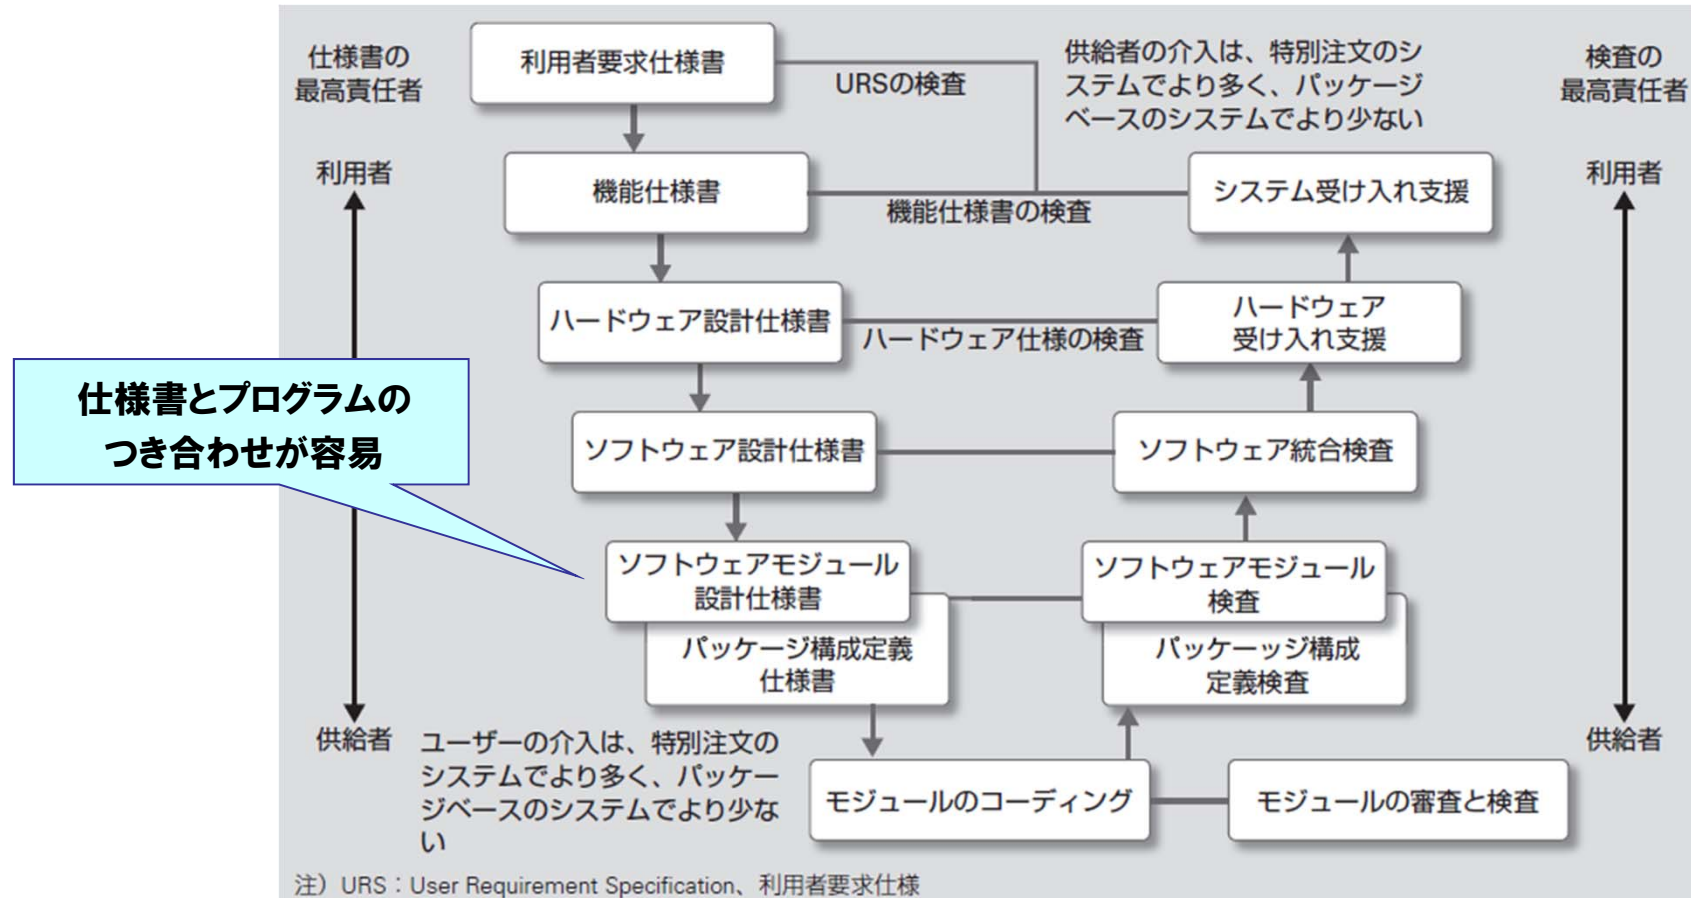 仕様書の
最高責任者
利用者要求仕様書
URSの検査
供給者の介入は、特別注文のシ
ステムでより多く、パッケージ
ベースのシステムでより少ない
検査の
最高責任者
利用者
機能仕様書
機能仕様書の検査
システム受け入れ支援
利用者
ハードウェア設計仕様書
ハードウェア仕様の検査
ハードウェア
受け入れ支援
仕様書とプログラムの
つき合わせが容易
ソフトウェア設計仕様書
ソフトウェア統合検査
ソフトウェアモジュール
設計仕様書
ソフトウェアモジュール
検査
パッケージ構成定義
仕様書
パッケーッジ構成
定義検査
供給者
ユーザーの介入は、特別注文の
システムでより多く、パッケー
ジベースのシステムでより少な
い
供給者
モジュールのコーディング
モジュールの審査と検査
注）URS：User Requirement Specification、利用者要求仕様